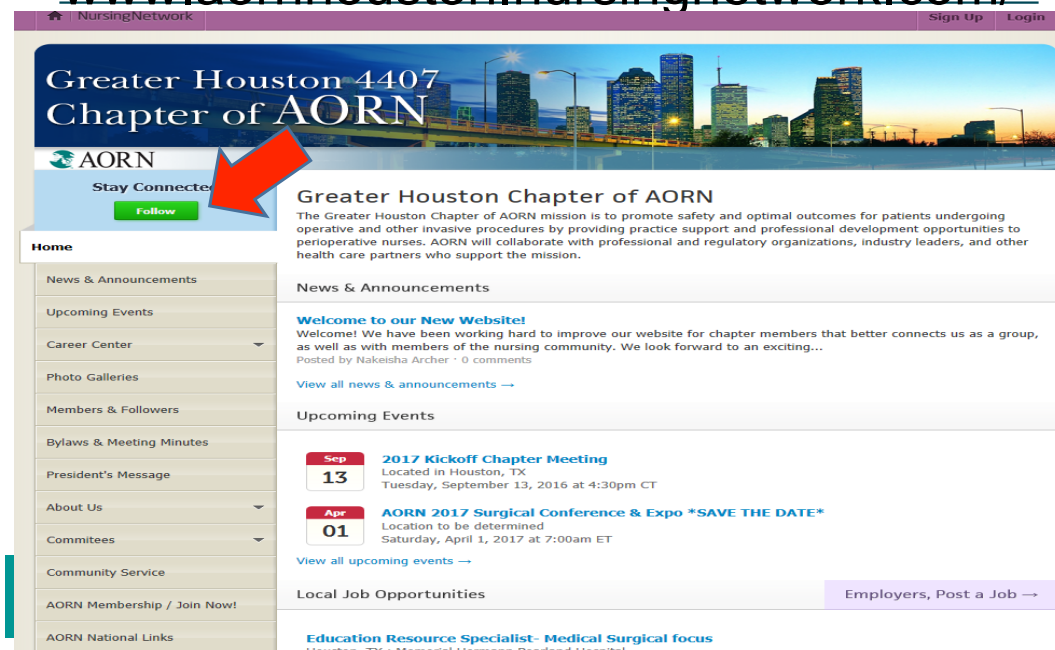 www.aornhouston.nursingnetwork.com/
NursingNetwork
Sign Up Login
Greater Houston 4407
Chapter of AORN
AORN
Stay Connected
Follow
Home
News & Announcements
Upcoming Events
Career Center
Photo Galleries
Members & Followers
Bylaws & Meeting Minutes
President's Message
About Us
Commitees
Community Service
AORN Membership / Join Now!
AORN National Links
Greater Houston Chapter of AORN
The Greater Houston Chapter of AORN mission is to promote safety and optimal outcomes for patients undergoing
operative and other invasive procedures by providing practice support and professional development opportunities to
perioperative nurses. AORN will collaborate with professional and regulatory organizations, industry leaders, and other
health care partners who support the mission.
News & Announcements
Welcome to our New Website!
Welcome! We have been working hard to improve our website for chapter members that better connects us as a group,
as well as with members of the nursing community. We look forward to an exciting...
Posted by Nakeisha Archer · 0 comments
View all news & announcements →
Upcoming Events
Sep
13
2017 Kickoff Chapter Meeting
Located in Houston, TX
Tuesday, September 13, 2016 at 4:30pm CT
Apr
01
AORN 2017 Surgical Conference & Expo *SAVE THE DATE*
Location to be determined
Saturday, April 1, 2017 at 7:00am ET
View all upcoming events →
Local Job Opportunities
Employers, Post a Job →
Education Resource Specialist- Medical Surgical focus
Houston, TX · Memorial Hermann Pearland Hospital